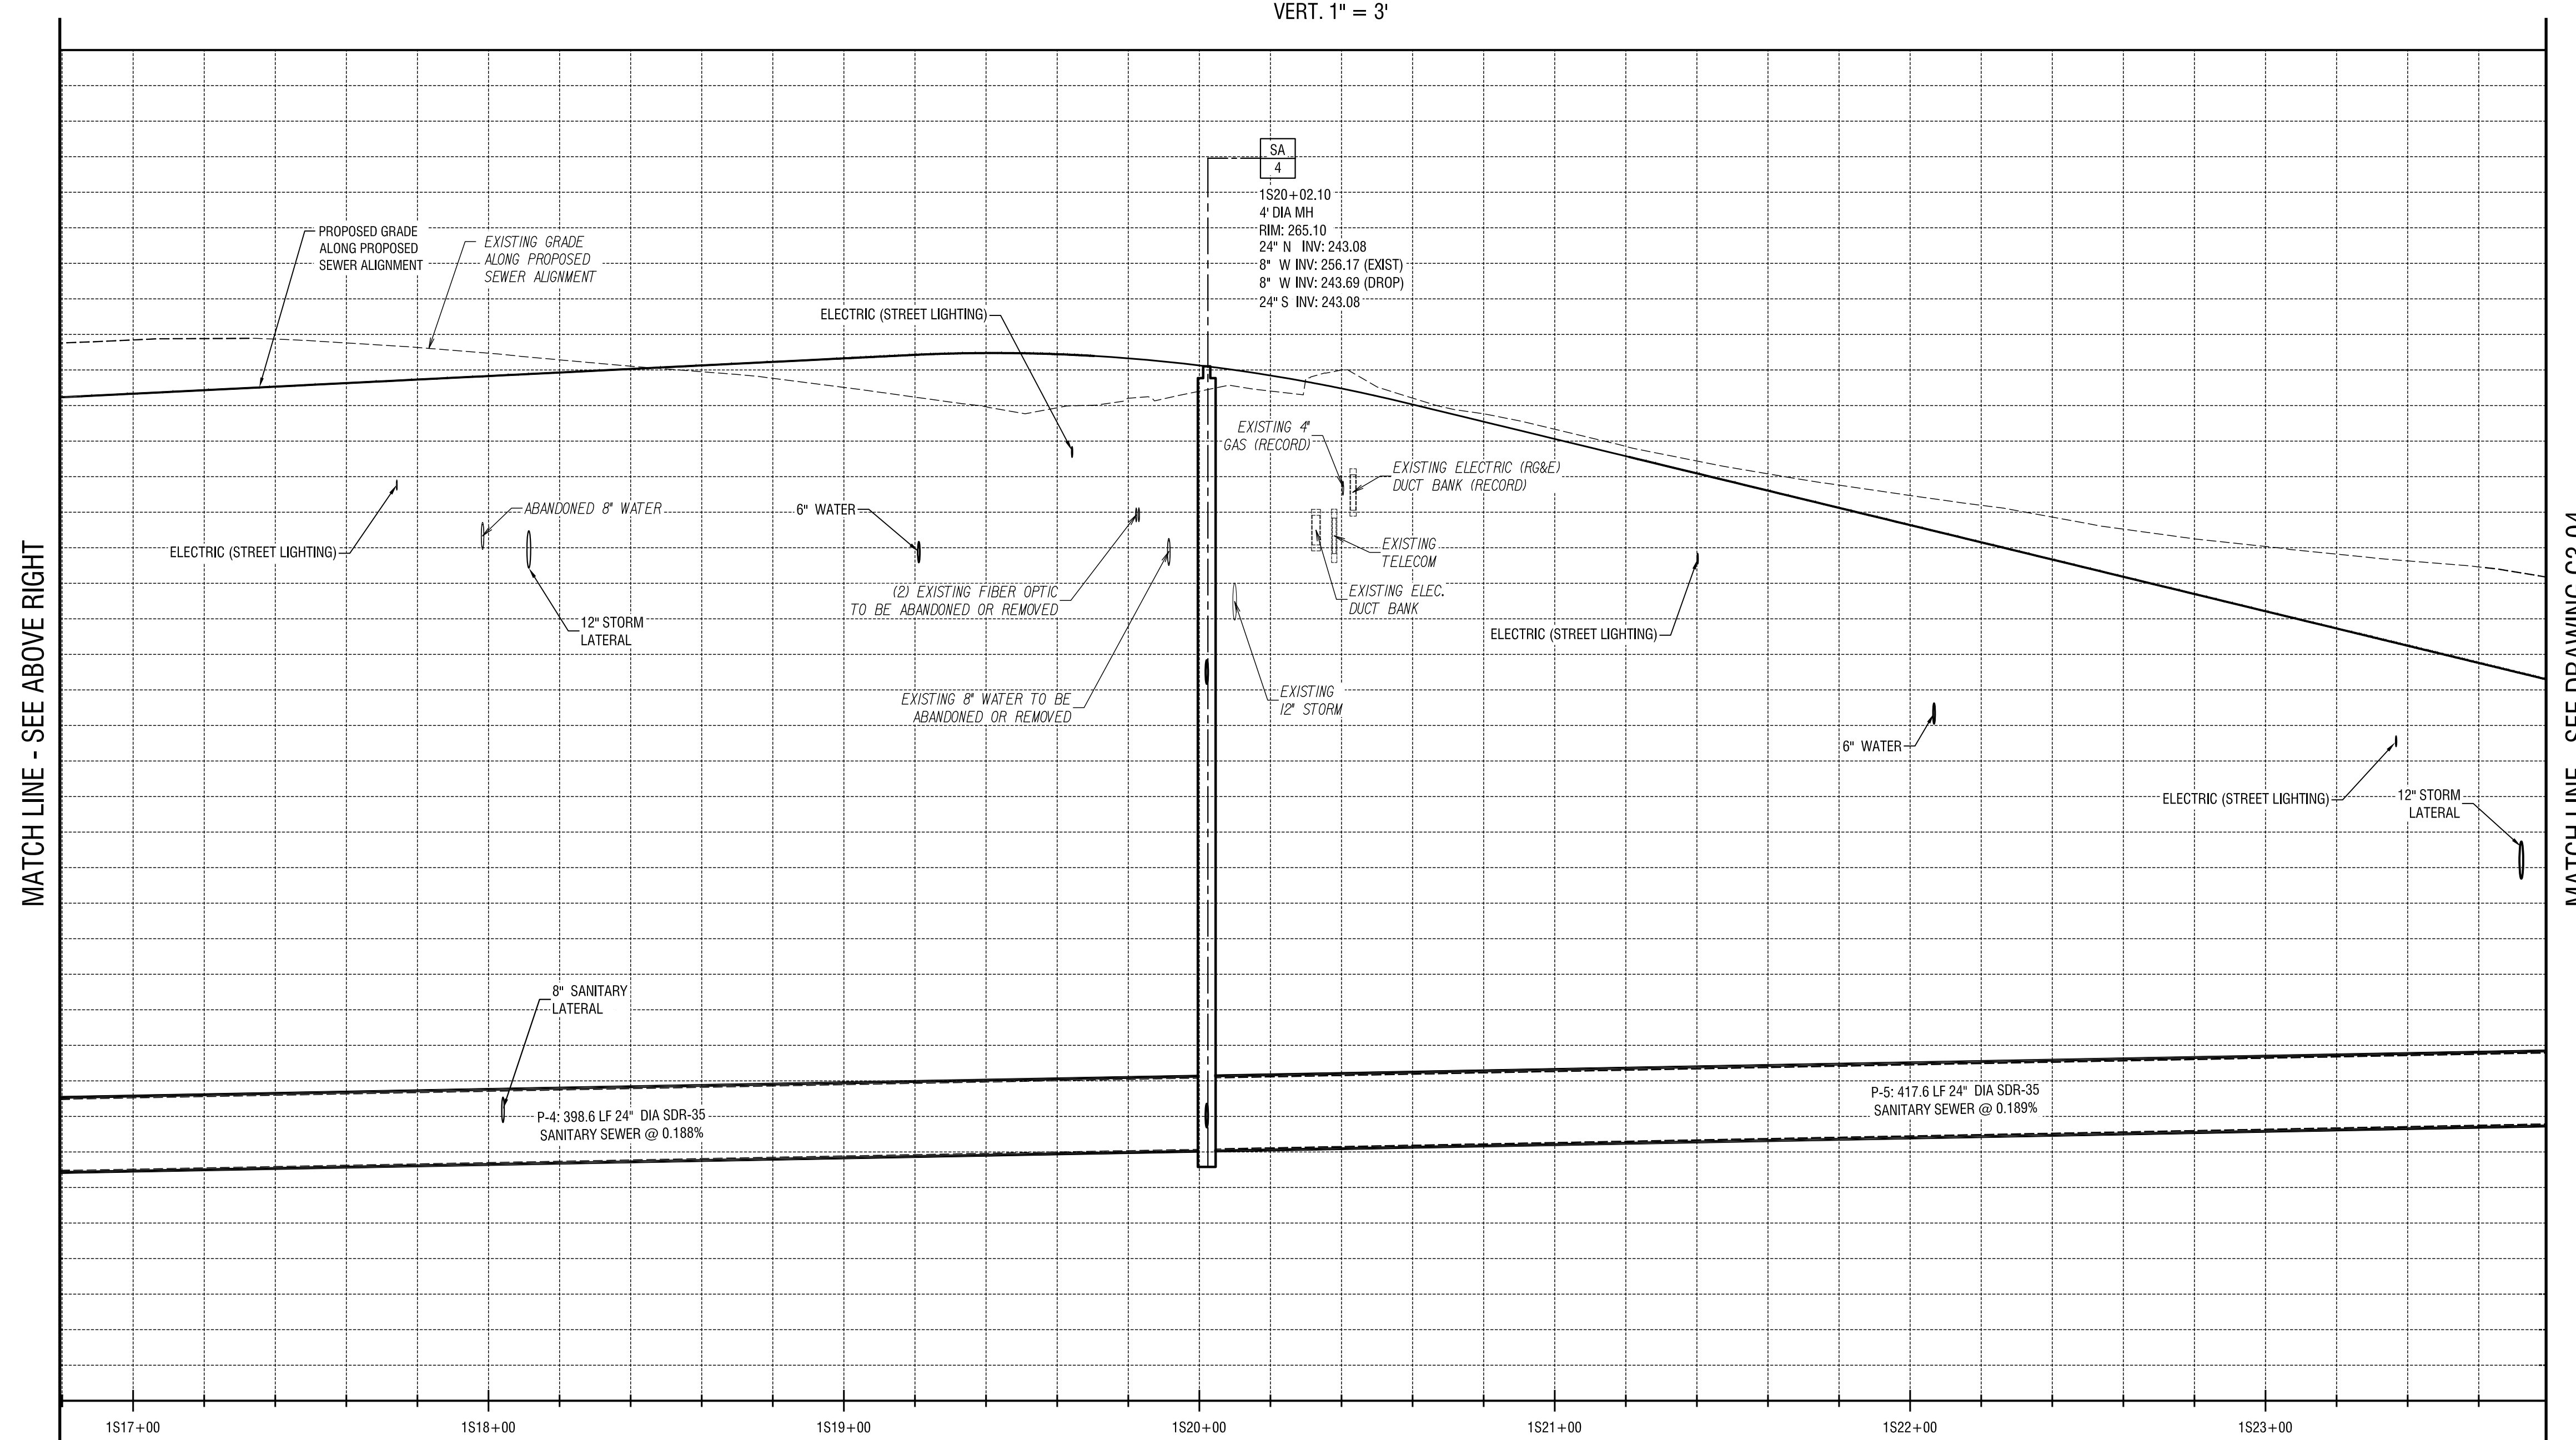 VERT. 1" = 3'
SA
4
1S20+02.10
4' DIA MH
RIM: 265.10
24" N INV: 243.08
8" W INV: 256.17 (EXIST)
8" W INV: 243.69 (DROP)
24" S INV: 243.08
PROPOSED GRADE
ALONG PROPOSED
SEWER ALIGNMENT
EXISTING GRADE
ALONG PROPOSED
SEWER ALIGNMENT
ELECTRIC (STREET LIGHTING)
EXISTING 4"
GAS (RECORD)
EXISTING ELECTRIC (RG&E)
DUCT BANK (RECORD)
ABANDONED 8" WATER
6" WATER
ELECTRIC (STREET LIGHTING)
EXISTING
TELECOM
(2) EXISTING FIBER OPTIC
TO BE ABANDONED OR REMOVED
EXISTING ELEC.
DUCT BANK
12" STORM
LATERAL
ELECTRIC (STREET LIGHTING)
EXISTING 8" WATER TO BE
ABANDONED OR REMOVED
EXISTING
12" STORM
6" WATER
ELECTRIC (STREET LIGHTING)
12" STORM
LATERAL
8" SANITARY
LATERAL
P-4: 398.6 LF 24" DIA SDR-35
SANITARY SEWER @ 0.188%
P-5: 417.6 LF 24" DIA SDR-35
SANITARY SEWER @ 0.189%
MATCH LINE - SEE ABOVE RIGHT
MATCH LINE - SEE DRAWING
1S17+00
1S18+00
1S19+00
1S20+00
1S21+00
1S22+00
1S23+00